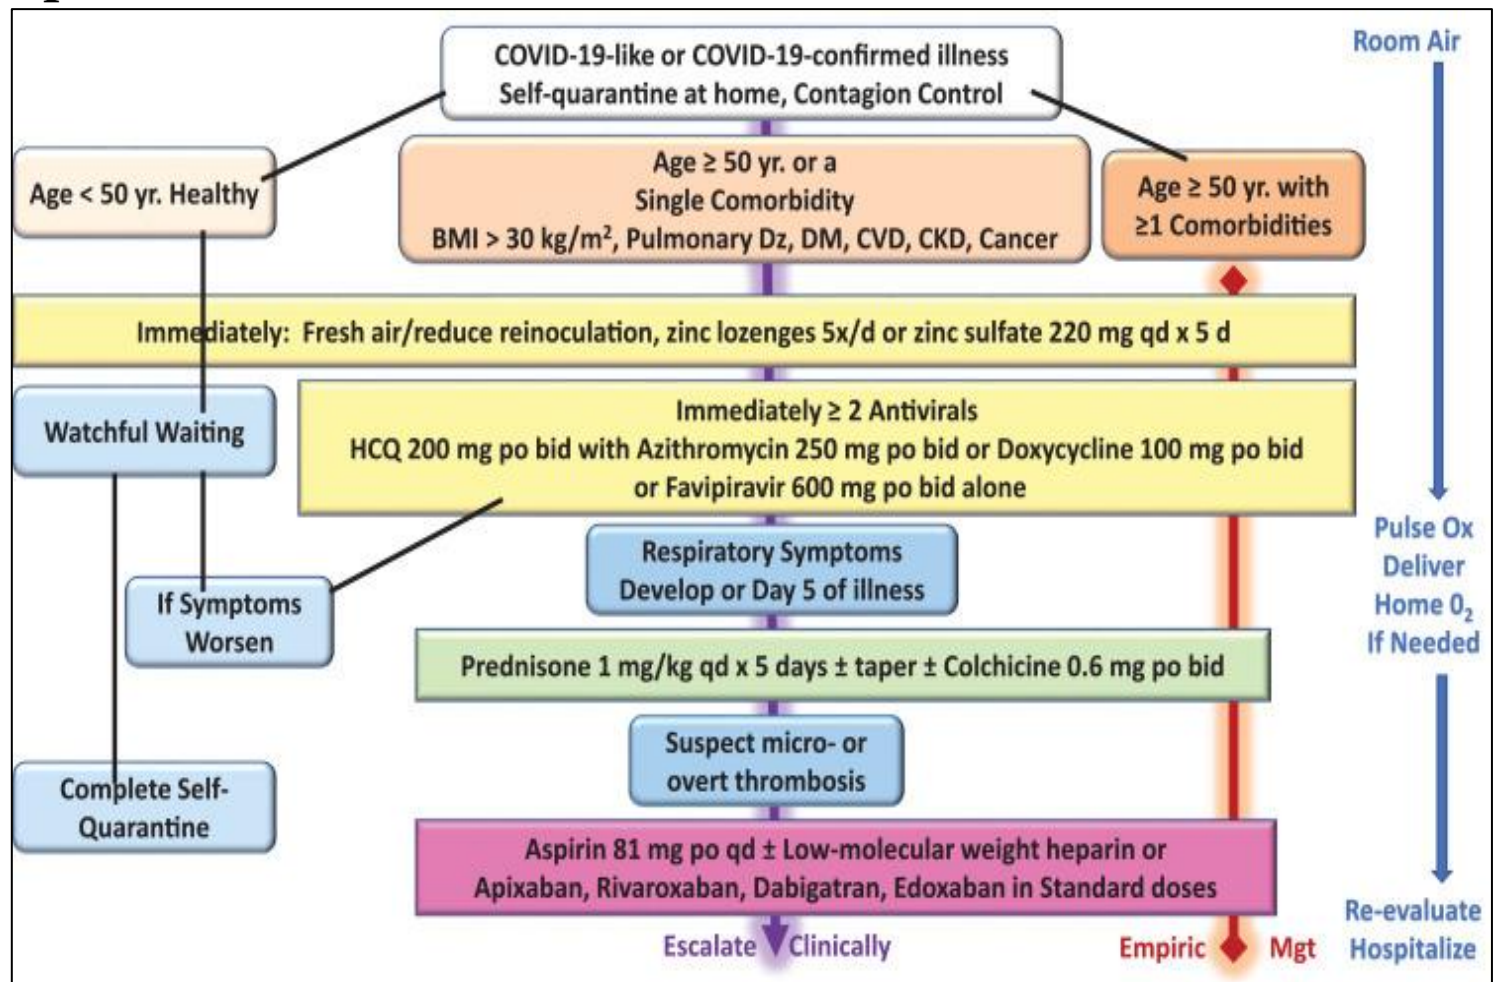 COVID-19-like or COVID-19-confirmed illness
Self-quarantine at home, Contagion Control
Room Air
Age < 50 yr. Healthy
Age ≥ 50 yr. or a
Single Comorbidity
BMI > 30 kg/m², Pulmonary Dz, DM, CVD, CKD, Cancer
Age ≥ 50 yr. with
≥1 Comorbidities
Immediately: Fresh air/reduce reinoculation, zinc lozenges 5x/d or zinc sulfate 220 mg qd x 5 d
Watchful Waiting
Immediately ≥ 2 Antivirals
HCQ 200 mg po bid with Azithromycin 250 mg po bid or Doxycycline 100 mg po bid
or Favipiravir 600 mg po bid alone
Pulse Ox
Deliver
Home 0₂
If Needed
Respiratory Symptoms
Develop or Day 5 of illness
If Symptoms
Worsen
Prednisone 1 mg/kg qd x 5 days ± taper ± Colchicine 0.6 mg po bid
Suspect micro- or
overt thrombosis
Complete Self-
Quarantine
Aspirin 81 mg po qd ± Low-molecular weight heparin or
Apixaban, Rivaroxaban, Dabigatran, Edoxaban in Standard doses
Re-evaluate
Hospitalize
Escalate Clinically
Empiric Mgt